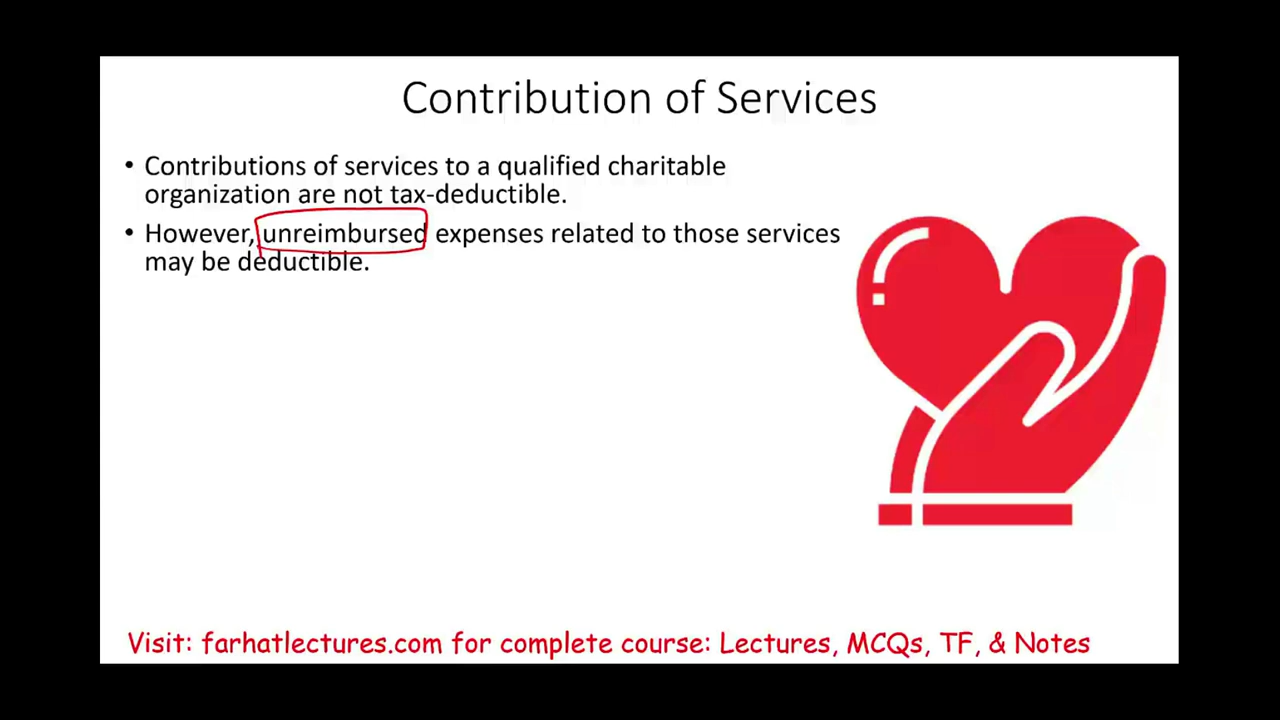 Contribution of Services
• Contributions of services to a qualified charitable
organization are not tax-deductible.
• However, unreimbursed expenses related to those services
may be deductible.
Visit: farhatlectures.com for complete course: Lectures, MCQs, TF, & Notes